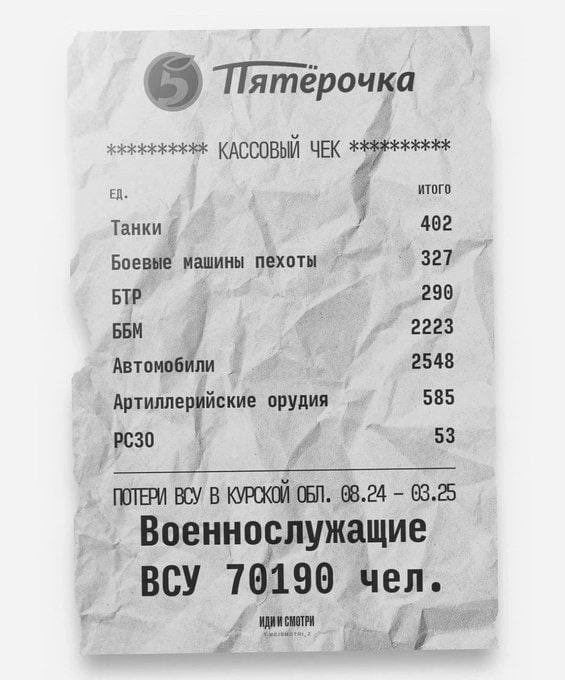 5 Пятёрочка
********** КАССОВЫЙ ЧЕК **********
ЕД. ИТОГО
Танки 402
Боевые машины пехоты 327
БТР 290
ББМ 2223
Автомобили 2548
Артиллерийские орудия 585
РСЗО 53
ПОТЕРИ ВСУ В КУРСКОЙ ОБЛ. 08.24 – 03.25
Военнослужащие
ВСУ 70190 чел.
ИДИ И СМОТРИ